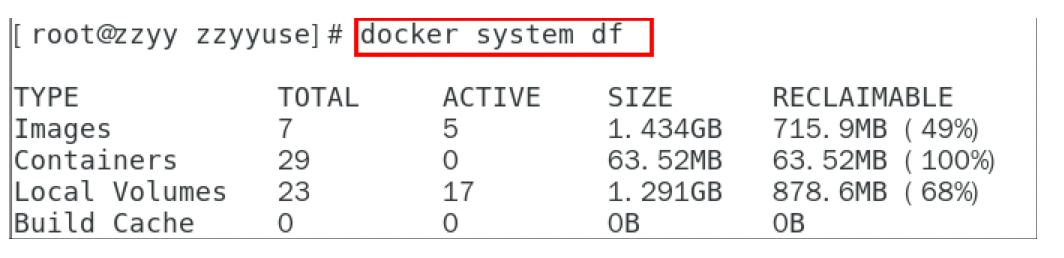 [ root@zzyy zzyyuse] # docker system df
TYPE TOTAL ACTIVE SIZE RECLAIMABLE
Images 7 5 1. 434GB 715. 9MB ( 49%)
Containers 29 0 63. 52MB 63. 52MB ( 100%)
Local Volumes 23 17 1. 291GB 878. 6MB ( 68%)
Build Cache 0 0 0B 0B